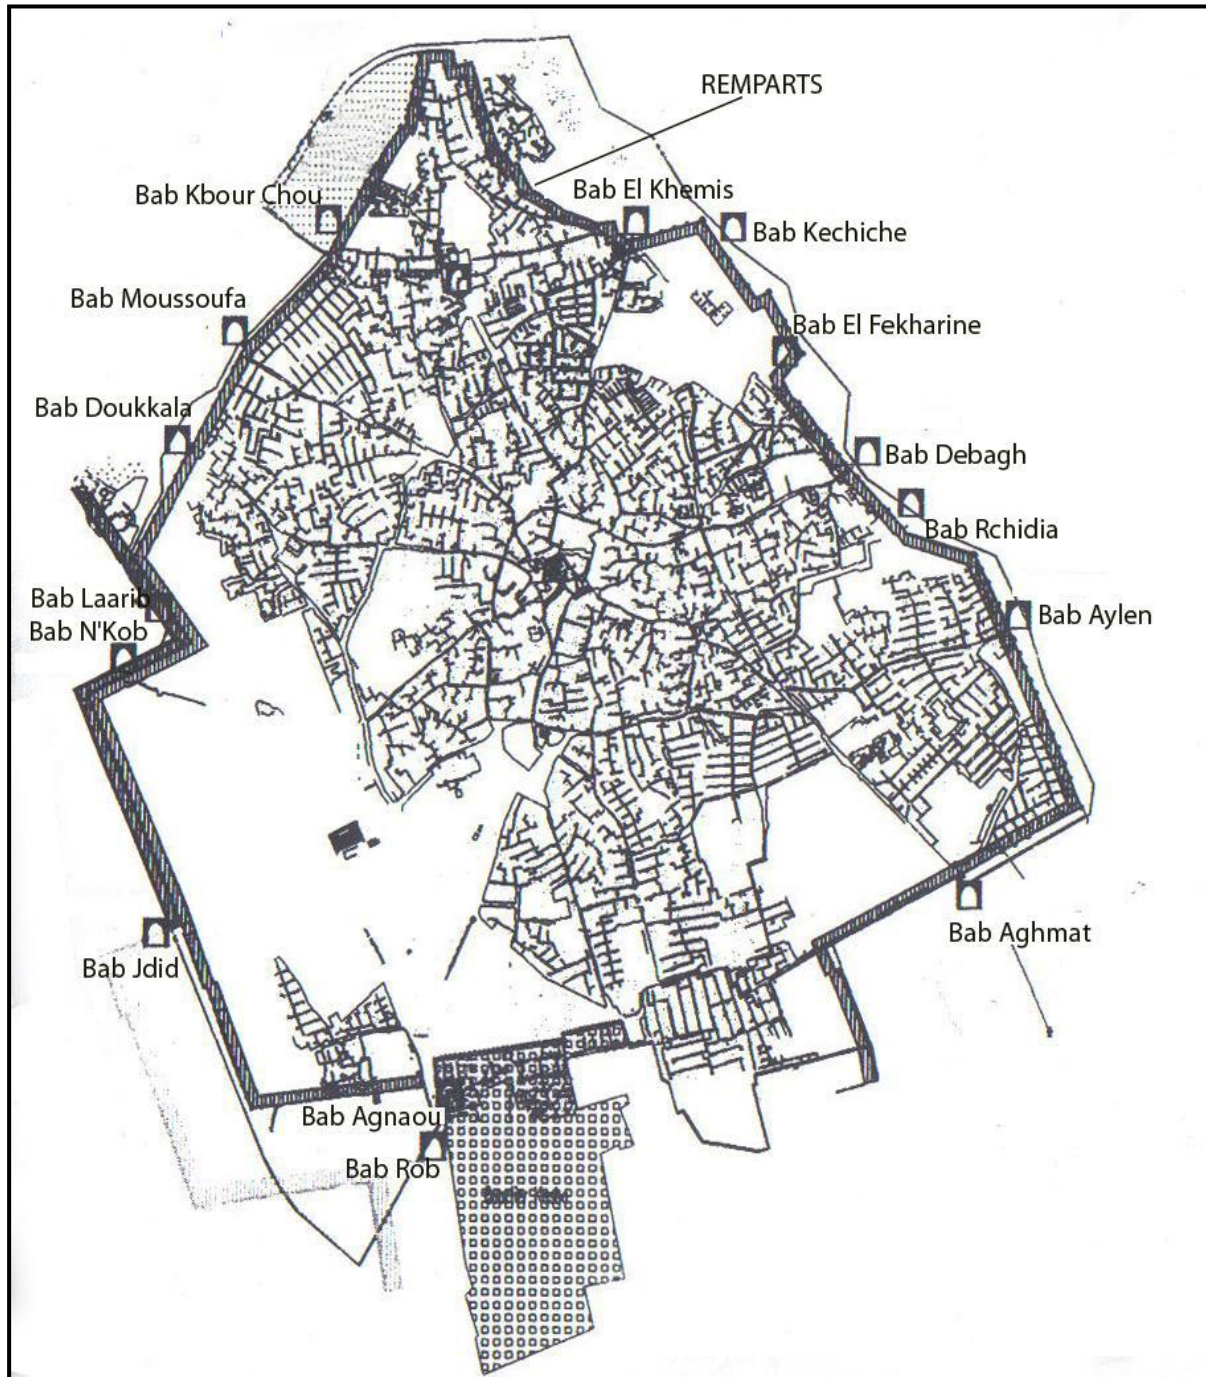 REMPARTS
Bab El Khemis
Bab Kbour Chou
Bab Kechiche
Bab Moussoufa
Bab El Fekharine
Bab Doukkala
Bab Debagh
Bab Rchidia
Bab Laarib
Bab Aylen
Bab N'Kob
Bab Aghmat
Bab Jdid
Bab Agnaou
Bab Rob